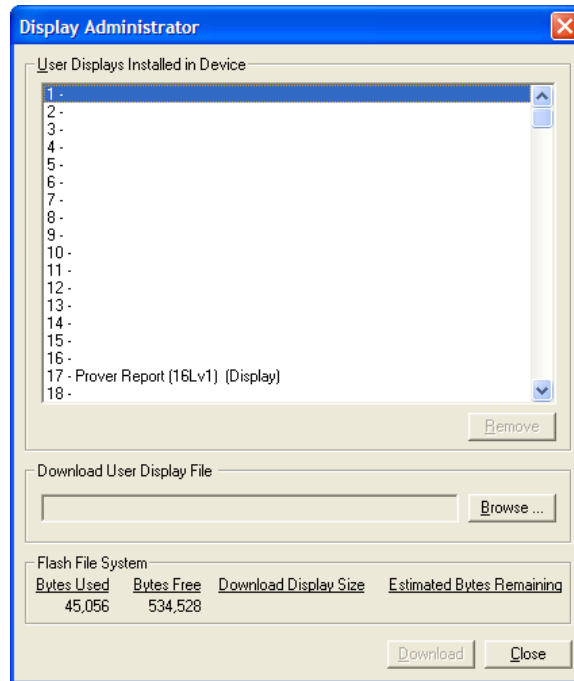 Display Administrator
User Displays Installed in Device
1 -
2 -
3 -
4 -
5 -
6 -
7 -
8 -
9 -
10 -
11 -
12 -
13 -
14 -
15 -
16 -
17 - Prover Report (16Lv1) (Display)
18 -
Remove
Download User Display File
Browse ...
Flash File System
Bytes Used Bytes Free Download Display Size Estimated Bytes Remaining
45,056 534,528
Download Close